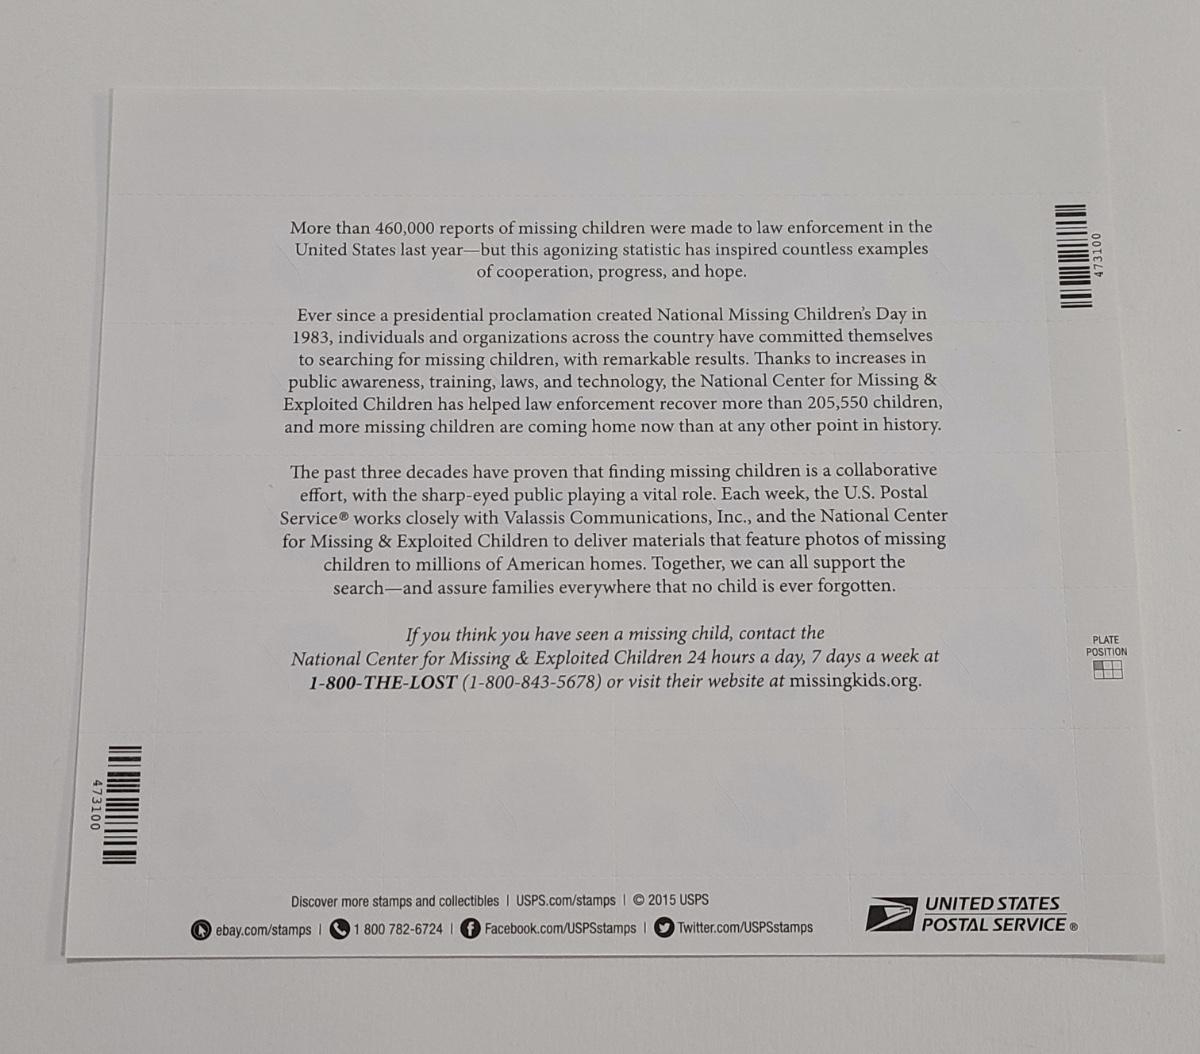 More than 460,000 reports of missing children were made to law enforcement in the
United States last year—but this agonizing statistic has inspired countless examples
of cooperation, progress, and hope.
Ever since a presidential proclamation created National Missing Children's Day in
1983, individuals and organizations across the country have committed themselves
to searching for missing children, with remarkable results. Thanks to increases in
public awareness, training, laws, and technology, the National Center for Missing &
Exploited Children has helped law enforcement recover more than 205,550 children,
and more missing children are coming home now than at any other point in history.
The past three decades have proven that finding missing children is a collaborative
effort, with the sharp-eyed public playing a vital role. Each week, the U.S. Postal
Service® works closely with Valassis Communications, Inc., and the National Center
for Missing & Exploited Children to deliver materials that feature photos of missing
children to millions of American homes. Together, we can all support the
search—and assure families everywhere that no child is ever forgotten.
If you think you have seen a missing child, contact the
National Center for Missing & Exploited Children 24 hours a day, 7 days a week at
1-800-THE-LOST (1-800-843-5678) or visit their website at missingkids.org.
473100
PLATE
POSITION
473100
Discover more stamps and collectibles | USPS.com/stamps | © 2015 USPS
ebay.com/stamps | 1 800 782-6724 | Facebook.com/USPSstamps | Twitter.com/USPSstamps
UNITED STATES
POSTAL SERVICE®